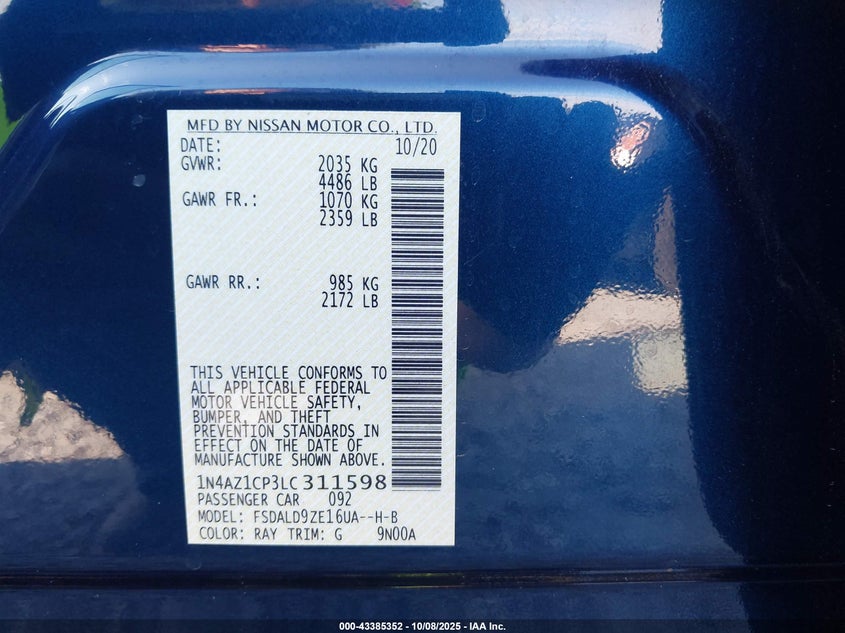 MFD BY NISSAN MOTOR CO., LTD.
DATE: 10/20
GVWR: 2035 KG
4486 LB
GAWR FR.: 1070 KG
2359 LB
GAWR RR.: 985 KG
2172 LB
THIS VEHICLE CONFORMS TO
ALL APPLICABLE FEDERAL
MOTOR VEHICLE SAFETY,
BUMPER, AND THEFT
PREVENTION STANDARDS IN
EFFECT ON THE DATE OF
MANUFACTURE SHOWN ABOVE.
1N4AZ1CP3LC311598
PASSENGER CAR 092
MODEL: FSDALD9ZE16UA--H-B
COLOR: RAY TRIM: G 9N00A
000-43385352 - 10/08/2025 - IAA Inc.